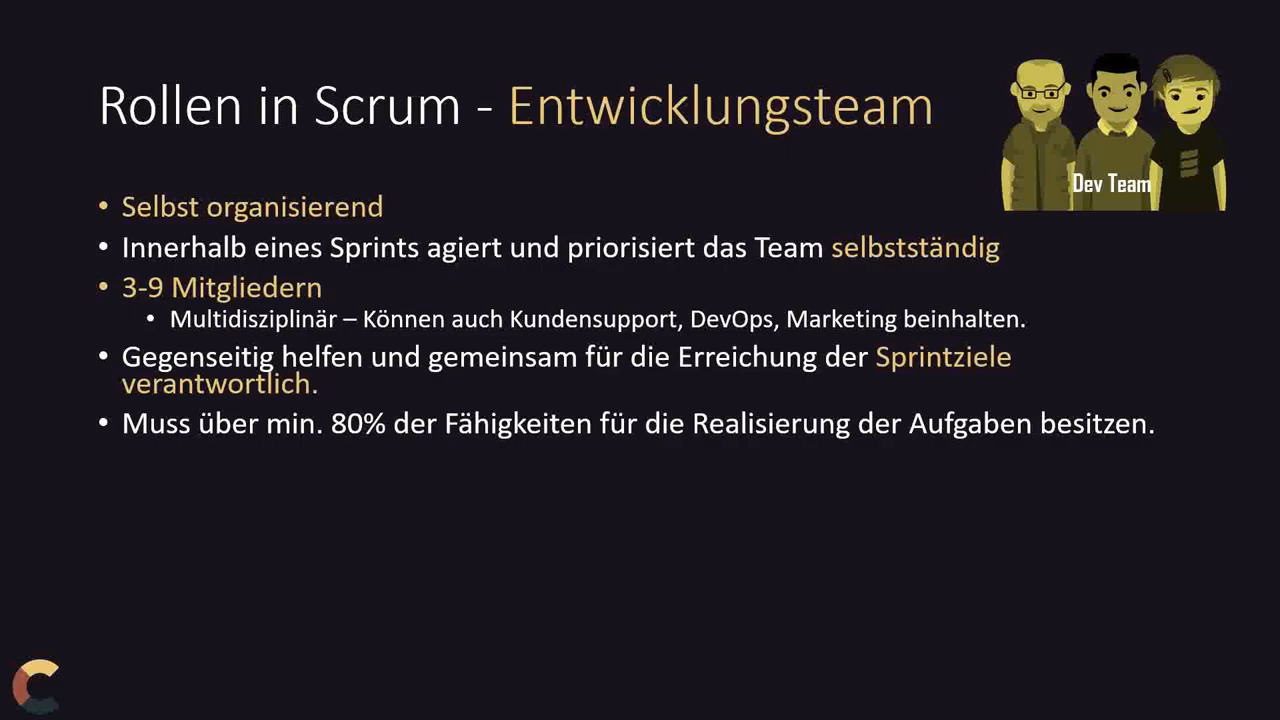 Rollen in Scrum - Entwicklungsteam
Dev Team
• Selbst organisierend
• Innerhalb eines Sprints agiert und priorisiert das Team selbstständig
• 3-9 Mitgliedern
• Multidisziplinär – Können auch Kundensupport, DevOps, Marketing beinhalten.
• Gegenseitig helfen und gemeinsam für die Erreichung der Sprintziele
verantwortlich.
• Muss über min. 80% der Fähigkeiten für die Realisierung der Aufgaben besitzen.